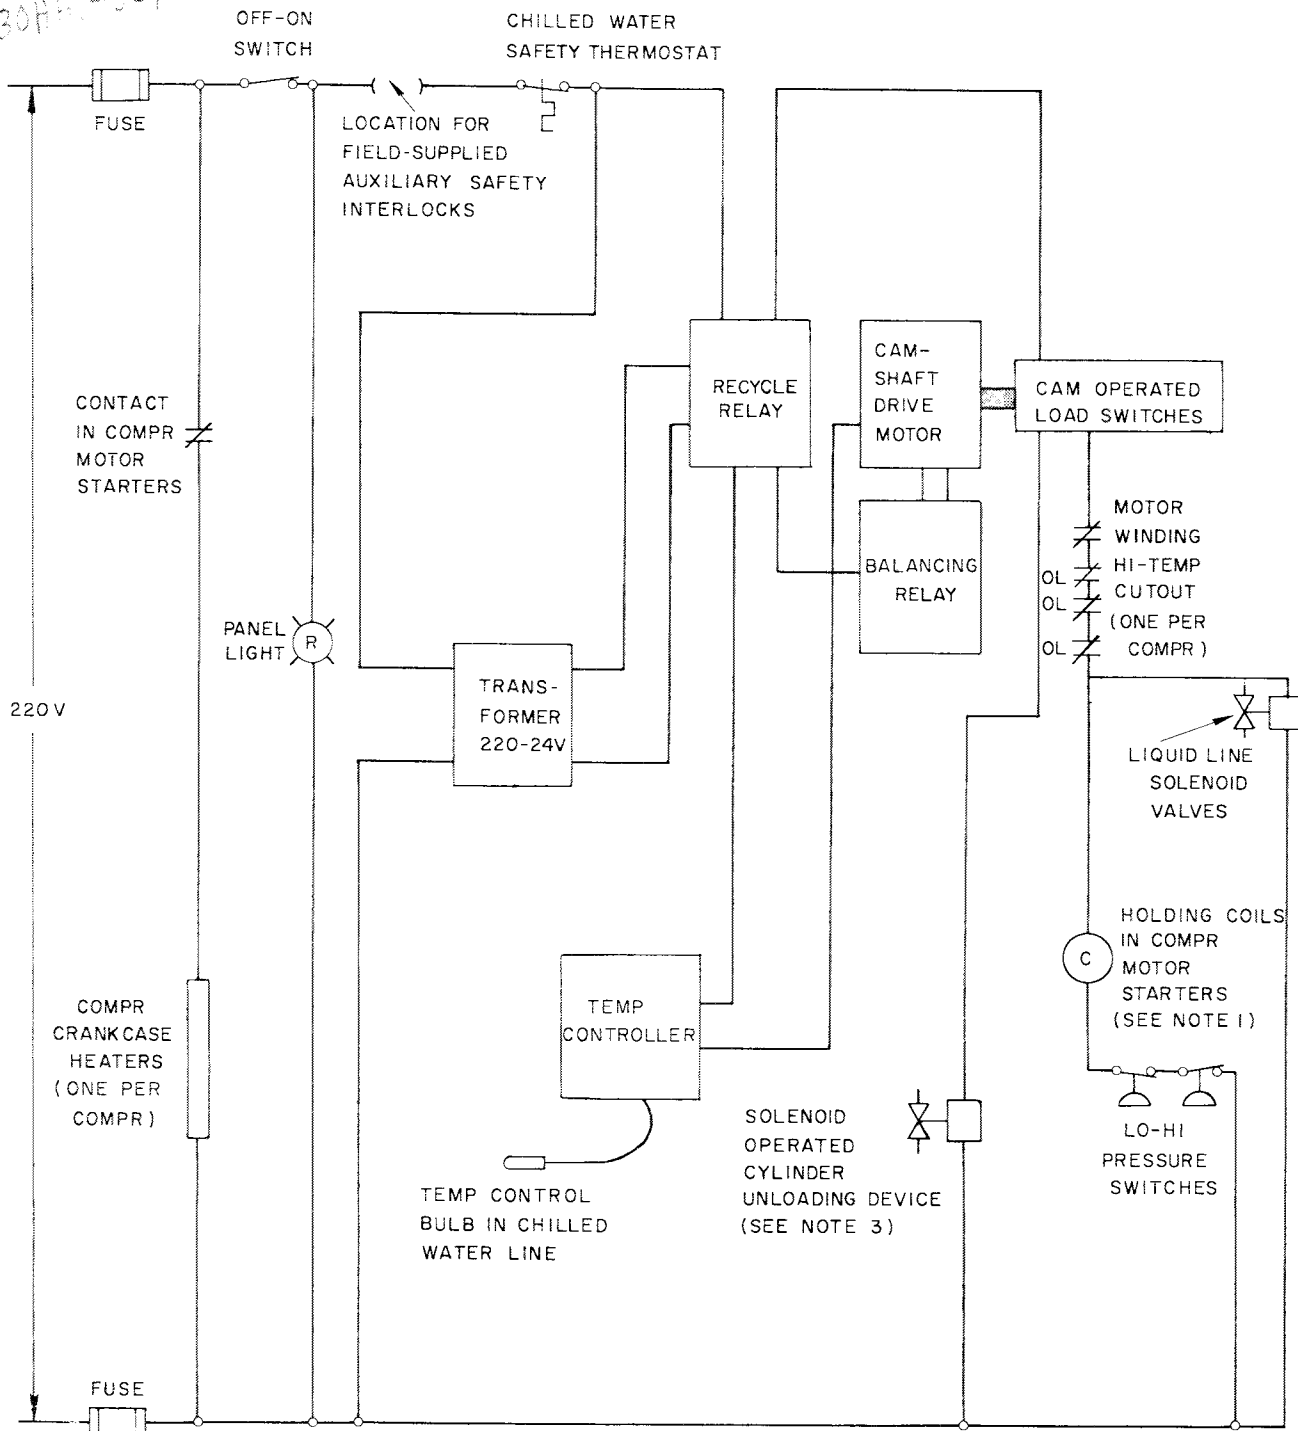 OFF-ON
SWITCH
CHILLED WATER
SAFETY THERMOSTAT
FUSE
LOCATION FOR
FIELD-SUPPLIED
AUXILIARY SAFETY
INTERLOCKS
CONTACT
IN COMPR
MOTOR
STARTERS
RECYCLE
RELAY
CAM-
SHAFT
DRIVE
MOTOR
CAM OPERATED
LOAD SWITCHES
MOTOR
WINDING
HI-TEMP
CUTOUT
(ONE PER
COMPR)
OL
OL
OL
BALANCING
RELAY
PANEL
LIGHT
R
TRANS-
FORMER
220-24V
220V
LIQUID LINE
SOLENOID
VALVES
HOLDING COILS
IN COMPR
MOTOR
STARTERS
(SEE NOTE 1)
C
TEMP
CONTROLLER
COMPR
CRANKCASE
HEATERS
(ONE PER
COMPR)
SOLENOID
OPERATED
CYLINDER
UNLOADING DEVICE
(SEE NOTE 3)
LO-HI
PRESSURE
SWITCHES
TEMP CONTROL
BULB IN CHILLED
WATER LINE
FUSE